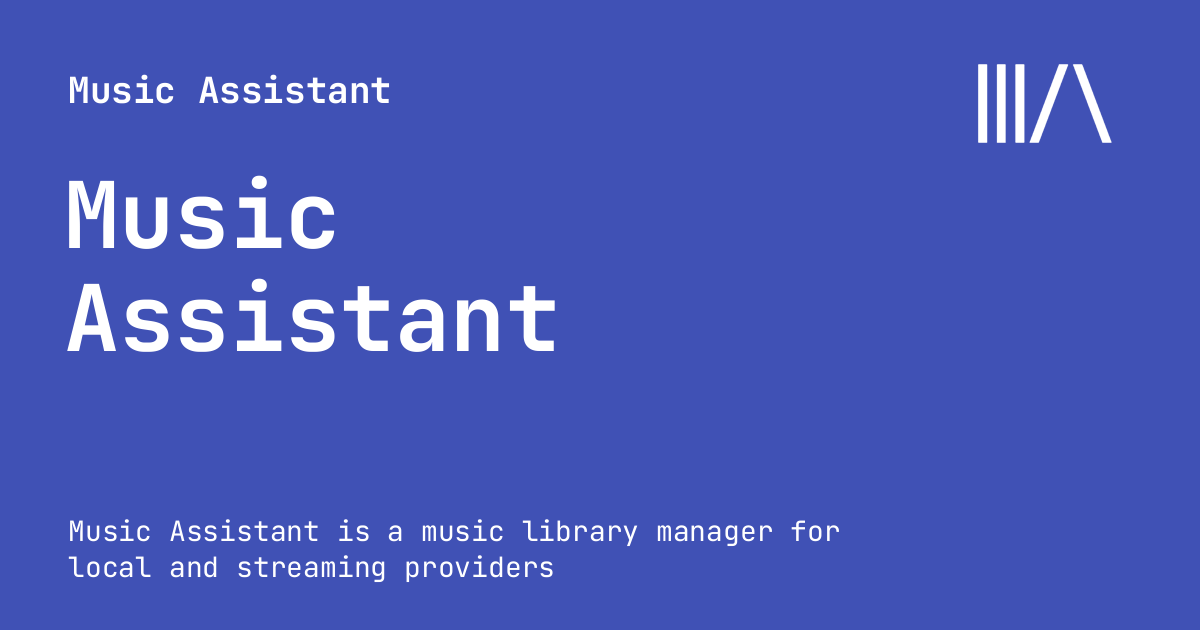 Music Assistant
Music
Assistant
Music Assistant is a music library manager for
local and streaming providers